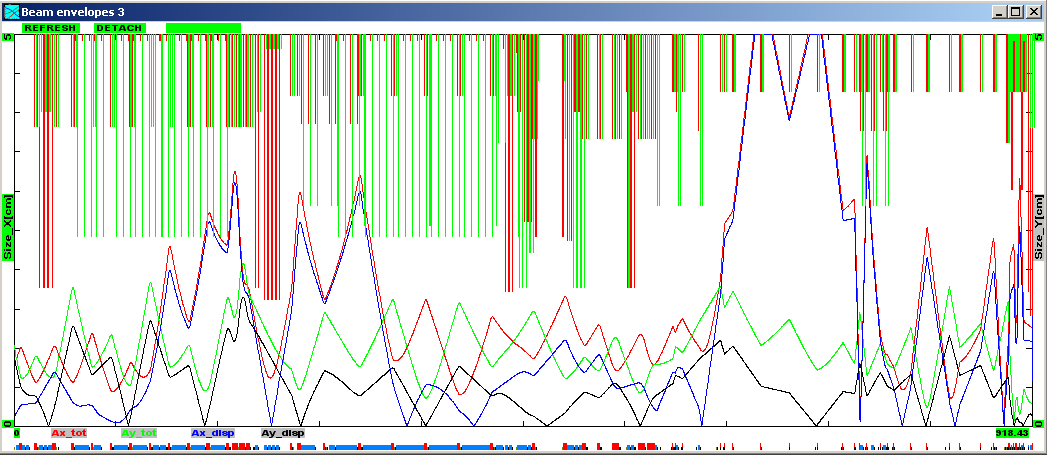 Beam envelopes 3
REFRESH DETACH
5 5
Size_X[cm] Size_Y[cm]
0 0
0 Ax_tot Ay_tot Ax_disp Ay_disp 918.43